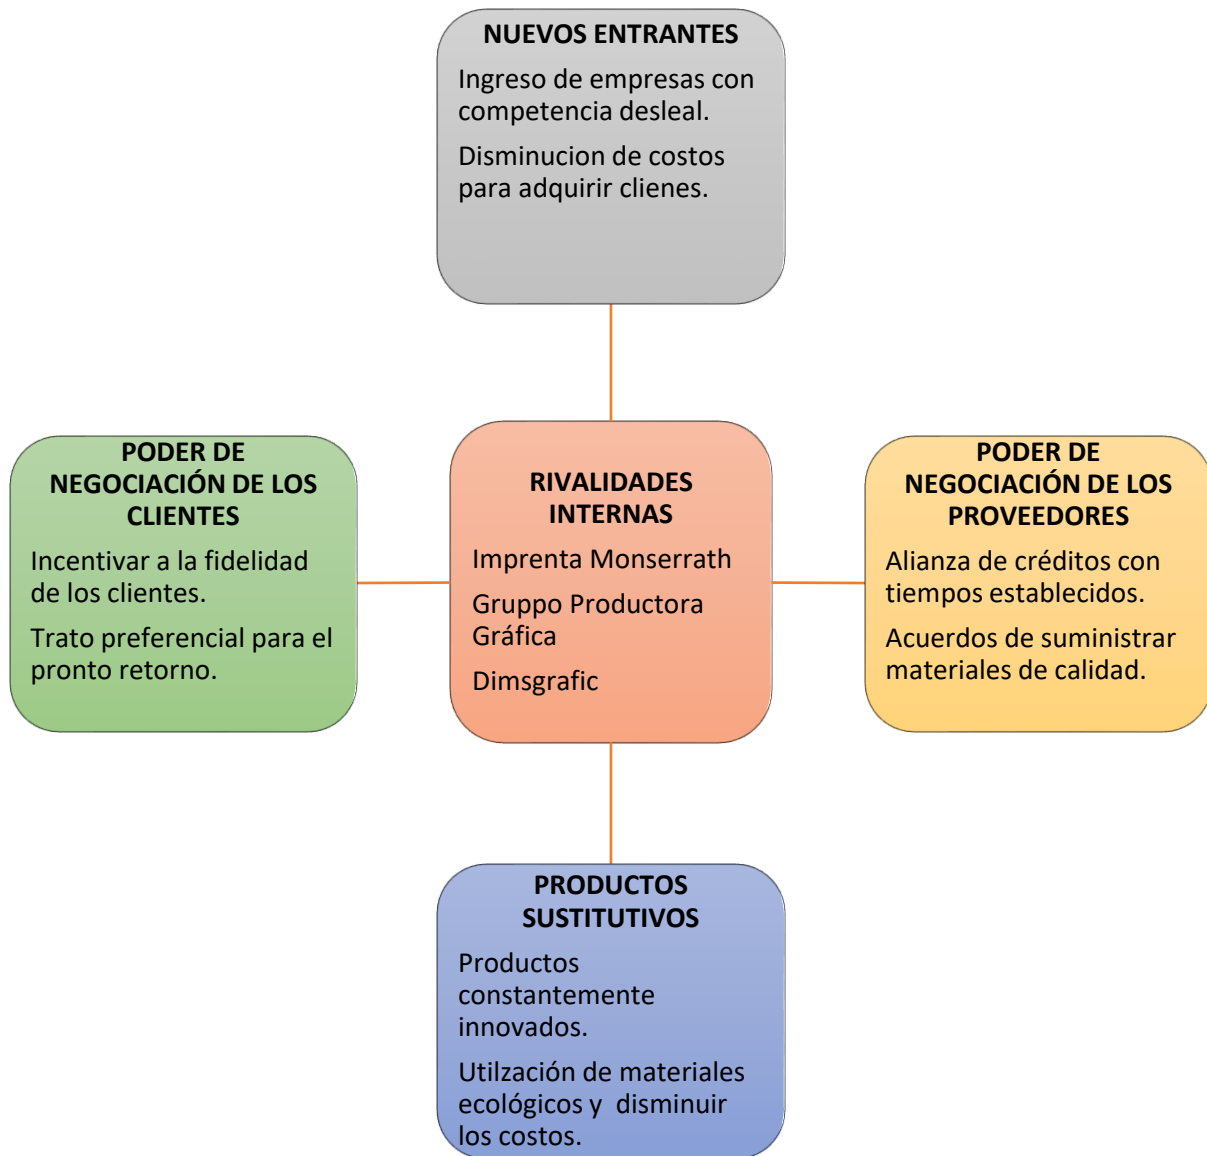 NUEVOS ENTRANTES
Ingreso de empresas con
competencia desleal.
Disminucion de costos
para adquirir clienes.
PODER DE
NEGOCIACIÓN DE LOS
CLIENTES
Incentivar a la fidelidad
de los clientes.
Trato preferencial para el
pronto retorno.
RIVALIDADES
INTERNAS
Imprenta Monserrath
Gruppo Productora
Gráfica
Dimsgrafic
PODER DE
NEGOCIACIÓN DE LOS
PROVEEDORES
Alianza de créditos con
tiempos establecidos.
Acuerdos de suministrar
materiales de calidad.
PRODUCTOS
SUSTITUTIVOS
Productos
constantemente
innovados.
Utilzación de materiales
ecológicos y  disminuir
los costos.